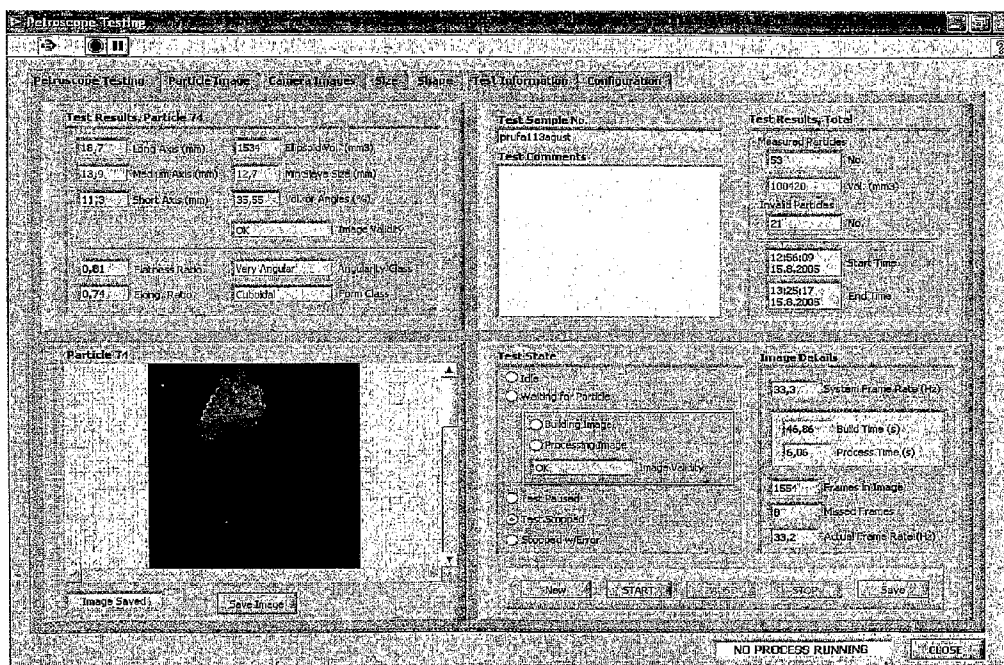 Petroscope Testing
Petroscope Testing Particle Image Camera Images Size Shape Test Information Configuration
Test Results, Particle 74
18,7 Long Axis (mm) 1534 Ellipsoid Vol. (mm3)
13,9 Medium Axis (mm) 12,7 Min Sieve Size (mm)
11,3 Short Axis (mm) 35,55 Vol. or Angles (%)
OK Image Validity
0,81 Flatness Ratio Very Angular Angularity Class
0,74 Elong. Ratio Cuboidal Form Class
Test Sample No.
prufa113agust
Test Comments
Test Results, Total
Measured Particles
53 No.
100420 Vol. (mm3)
Invalid Particles
21 No.
12:56:09
15.8.2005 Start Time
13:25:17
15.8.2005 End Time
Particle 74
Image Saved Save Image
Test State
Idle
Waiting for Particle
Building Image
Processing Image
OK Image Validity
Test Paused
Test Stopped
Stopped w/Error
Image Details
33,3 System Frame Rate (Hz)
46,86 Build Time (s)
6,06 Process Time (s)
1554 Frames in Image
0 Missed Frames
33,2 Actual Frame Rate (Hz)
New START STOP Save
NO PROCESS RUNNING CLOSE